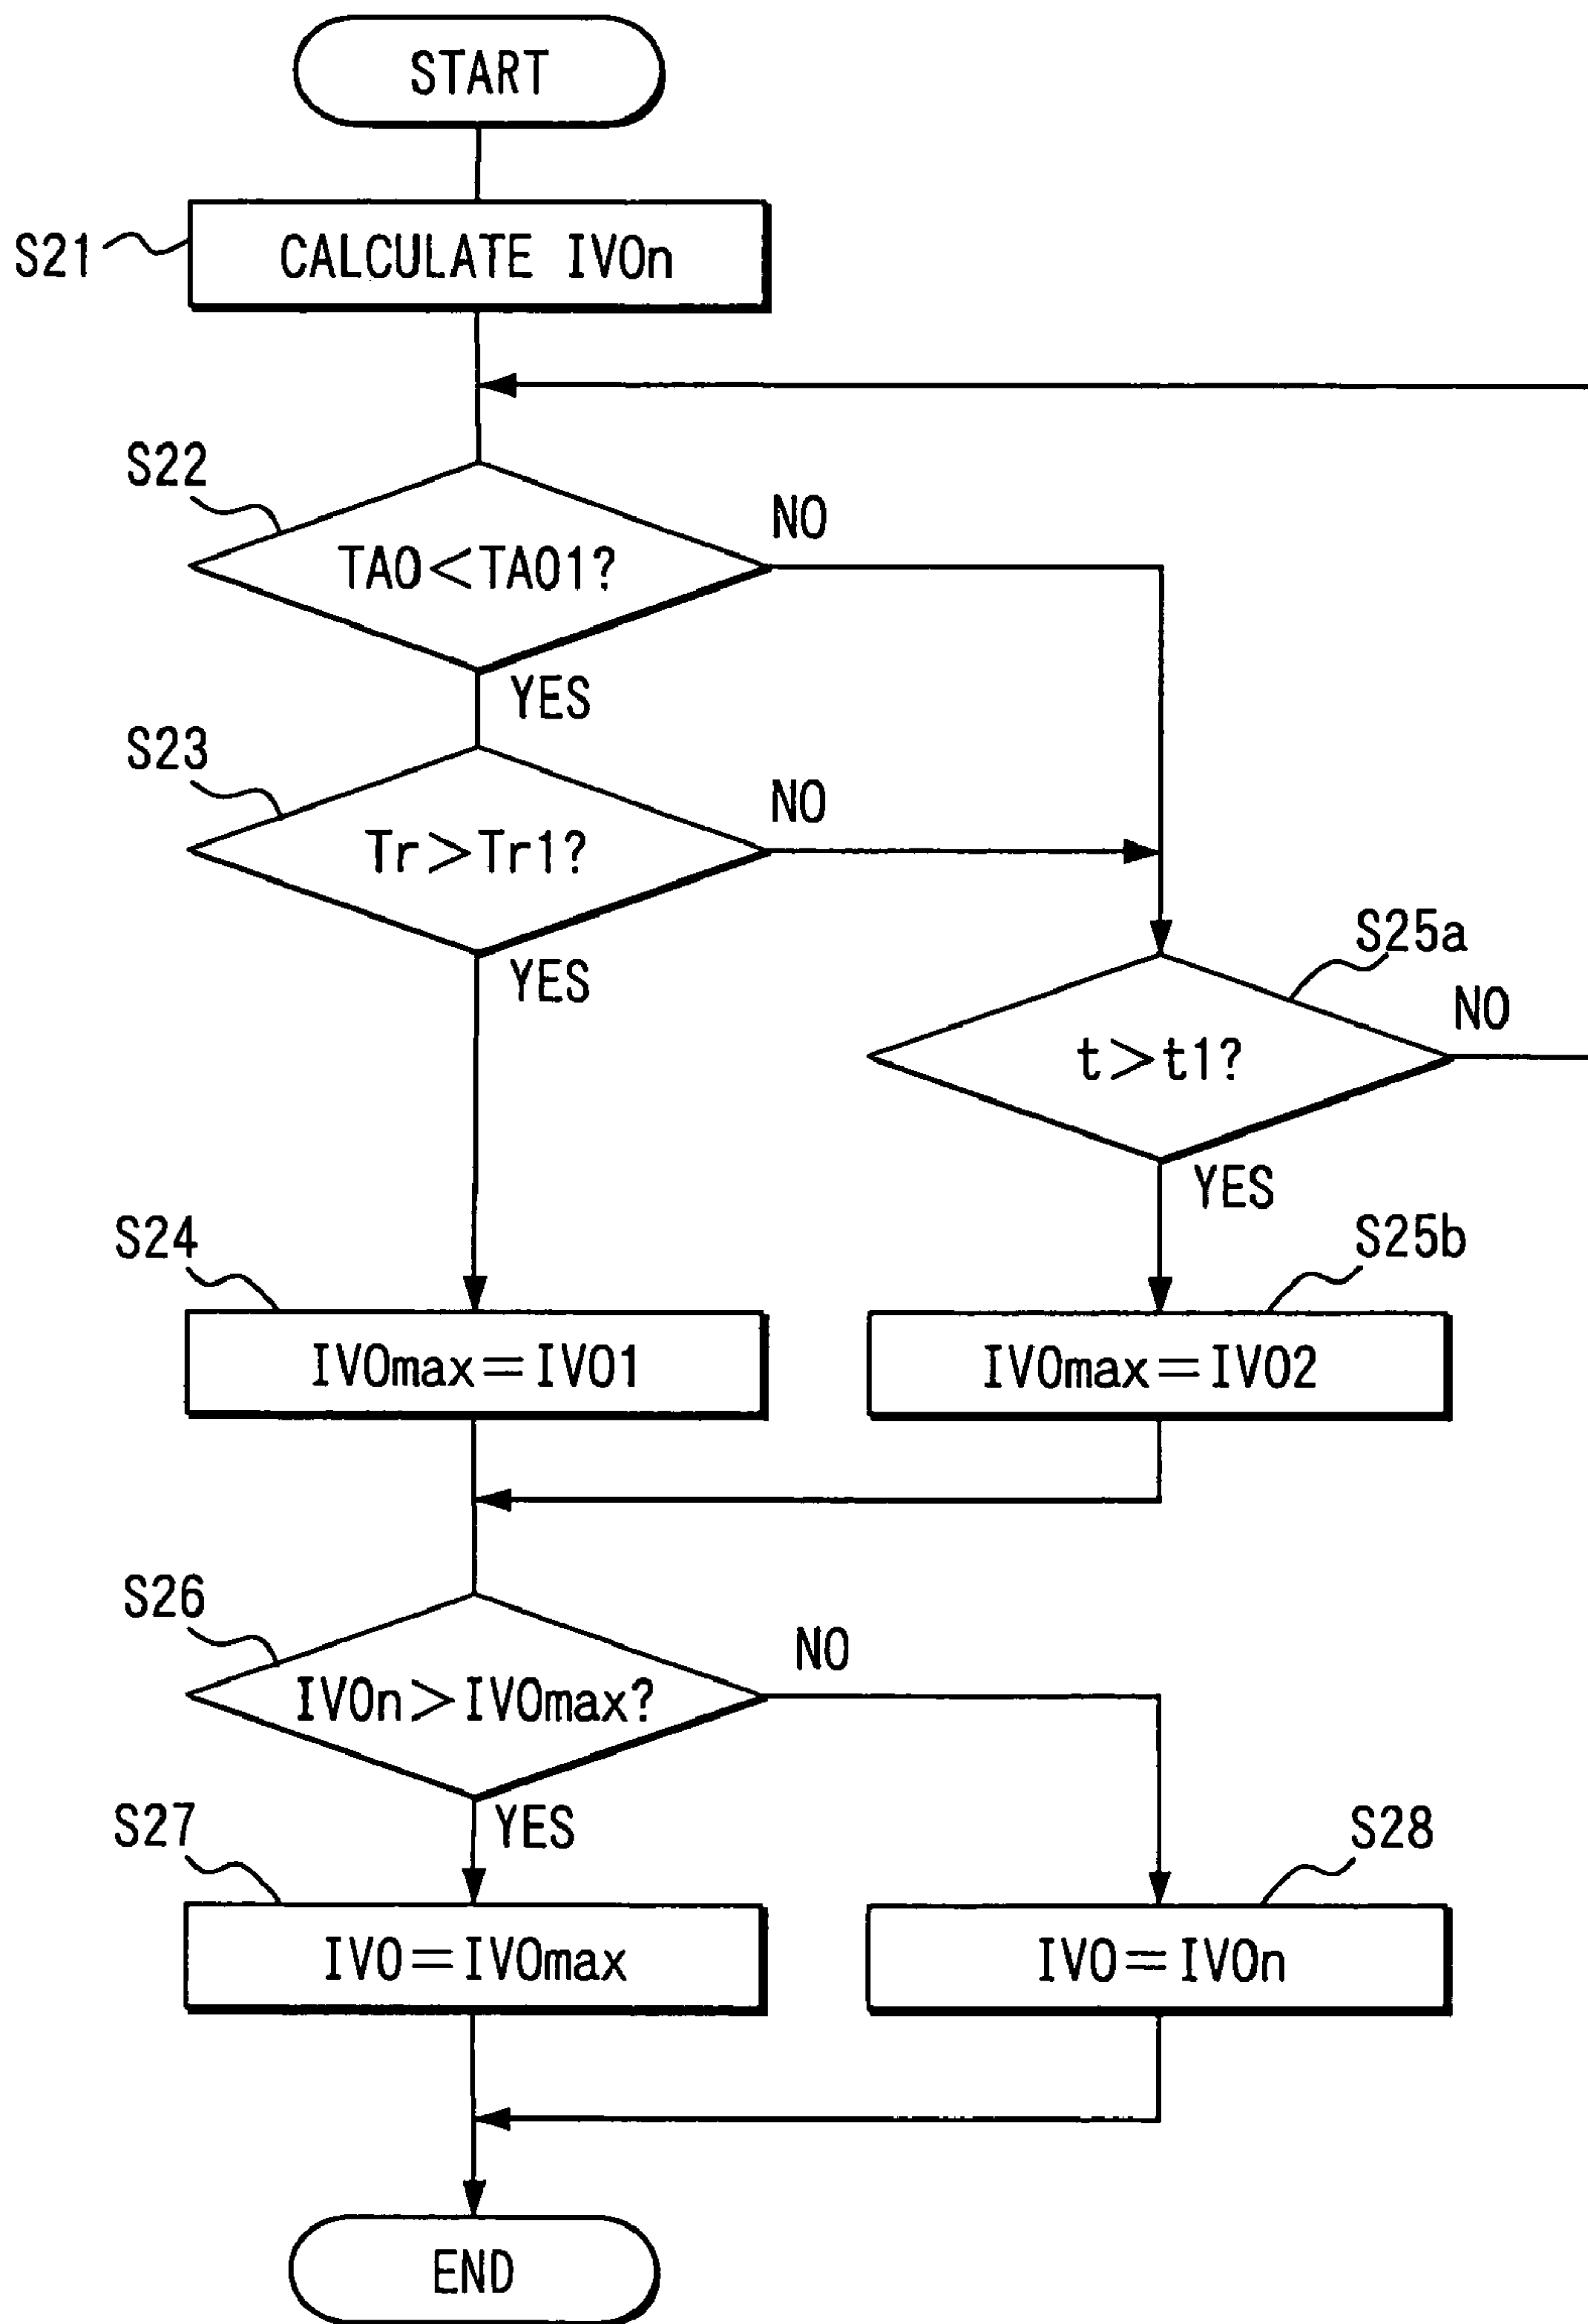 START
S21
CALCULATE IVOn
S22
TAO<TAO1?
NO
YES
S23
Tr>Tr1?
NO
YES
S25a
t>t1?
NO
YES
S24
IVOmax=IVO1
S25b
IVOmax=IVO2
S26
IVOn>IVOmax?
NO
YES
S27
IVO=IVOmax
S28
IVO=IVOn
END